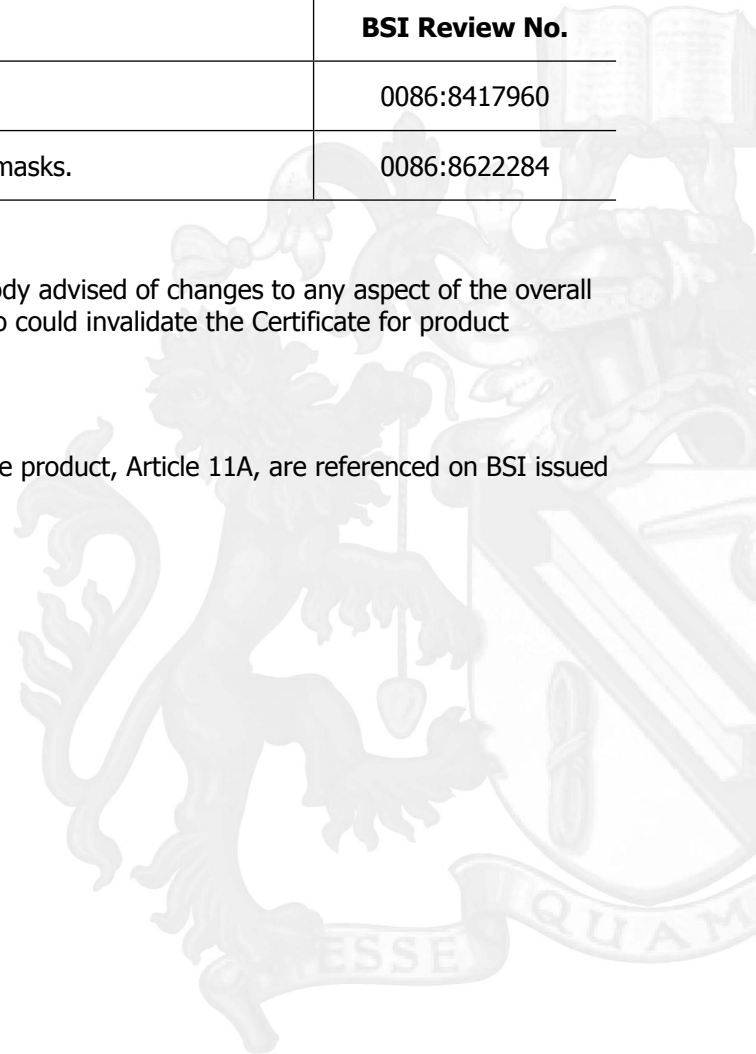 BSI Review No.
0086:8417960
masks. 0086:8622284
ody advised of changes to any aspect of the overall
o could invalidate the Certificate for product
e product, Article 11A, are referenced on BSI issued
ESSE QUAM